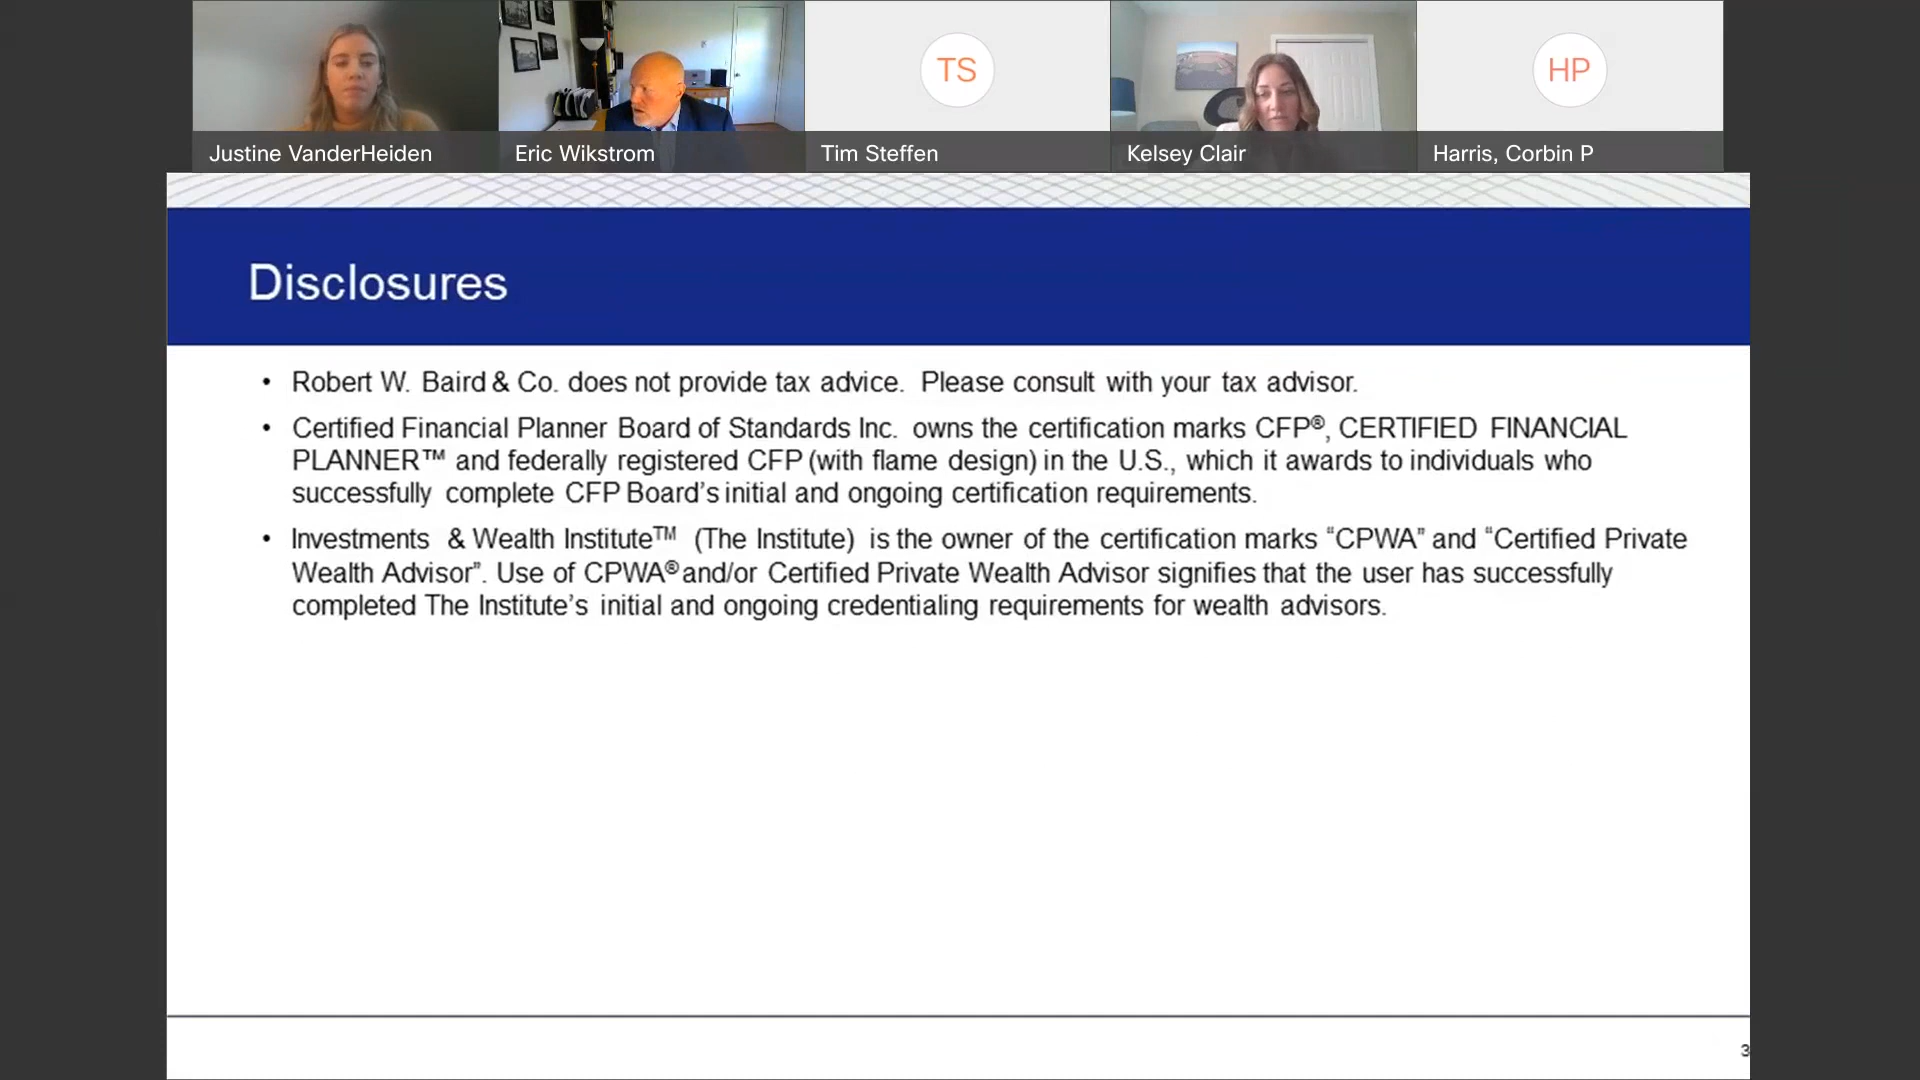 TS
HP
Justine VanderHeiden
Eric Wikstrom
Tim Steffen
Kelsey Clair
Harris, Corbin P
Disclosures
• Robert W. Baird & Co. does not provide tax advice. Please consult with your tax advisor.
• Certified Financial Planner Board of Standards Inc. owns the certification marks CFP®, CERTIFIED FINANCIAL
PLANNER™ and federally registered CFP (with flame design) in the U.S., which it awards to individuals who
successfully complete CFP Board’s initial and ongoing certification requirements.
• Investments & Wealth Institute™ (The Institute) is the owner of the certification marks “CPWA” and “Certified Private
Wealth Advisor”. Use of CPWA® and/or Certified Private Wealth Advisor signifies that the user has successfully
completed The Institute’s initial and ongoing credentialing requirements for wealth advisors.
3